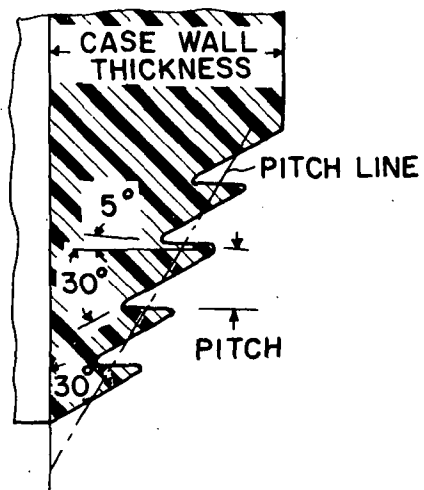 CASE WALL
THICKNESS
PITCH LINE
5°
30°
PITCH
30°